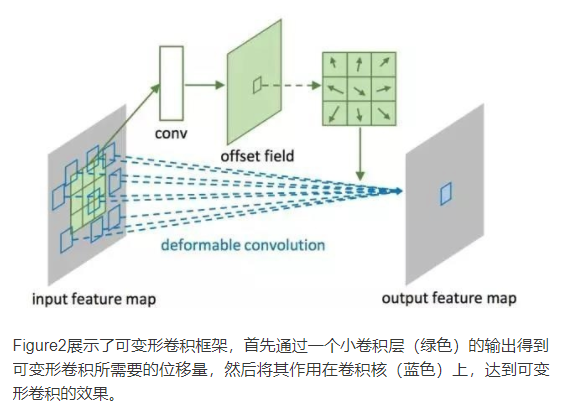 conv
offset field
deformable convolution
input feature map
output feature map
Figure2展示了可变形卷积框架，首先通过一个小卷积层（绿色）的输出得到
可变形卷积所需要的位移量，然后将其作用在卷积核（蓝色）上，达到可变
形卷积的效果。